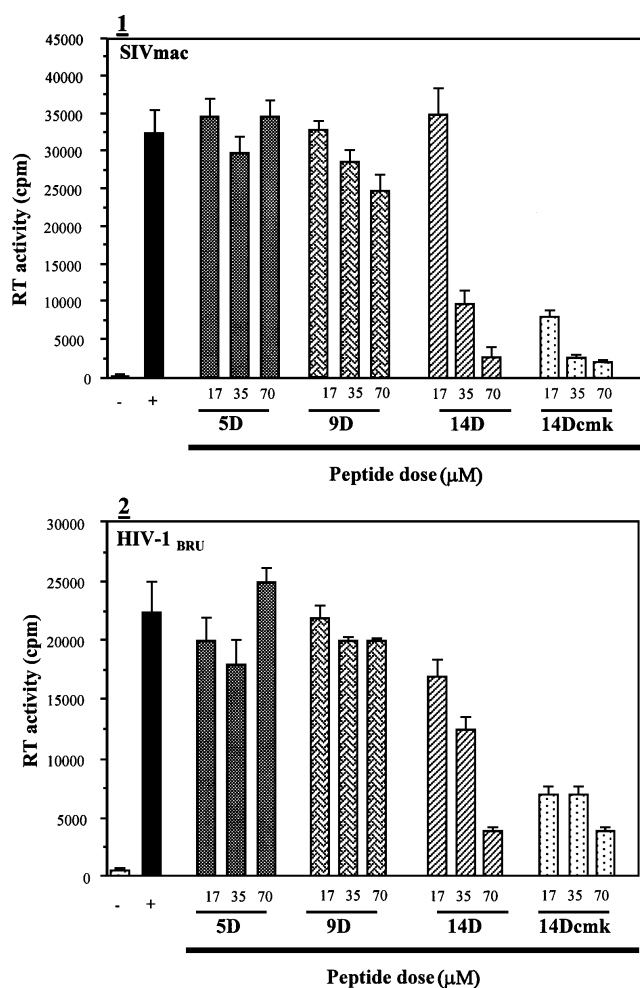 1
SIVmac
45000
40000
35000
30000
25000
20000
15000
10000
5000
0
RT activity (cpm)
- + 17 35 70 17 35 70 17 35 70 17 35 70
5D 9D 14D 14Dcmk
Peptide dose (µM)
2
HIV-1 BRU
30000
25000
20000
15000
10000
5000
0
RT activity (cpm)
- + 17 35 70 17 35 70 17 35 70 17 35 70
5D 9D 14D 14Dcmk
Peptide dose (µM)